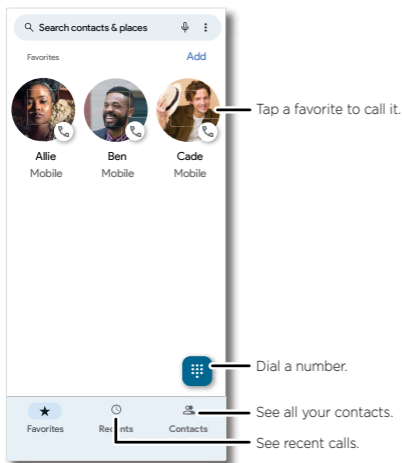 Search contacts & places
Favorites
Add
Tap a favorite to call it.
Allie
Ben
Cade
Mobile
Mobile
Mobile
Dial a number.
See all your contacts.
Favorites
Recents
Contacts
See recent calls.